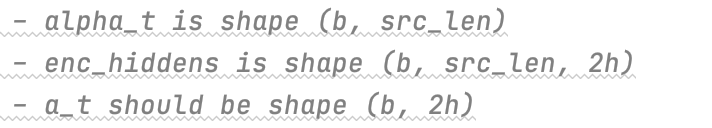 - alpha_t is shape (b, src_len)
- enc_hiddens is shape (b, src_len, 2h)
- a_t should be shape (b, 2h)